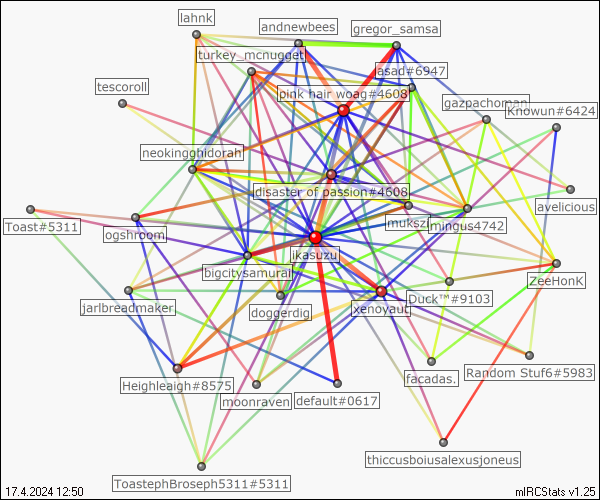 lahnk
andnewbees
gregor_samsa
turkey_mcnugget
asad#6947
tescoroll
pink hair woag#4608
gazpachoman
Knowun#6424
neokingghidorah
disaster of passion#4608
avelicious
Toast#5311
ogshroom
mingus4742
jikasuzu
bigcitysamurai
ZeeHonK
jarlbreadmaker
doggerdig
xenoyaut
Duck™#9103
Heighleaigh#8575
moonraven
default#0617
facadas.
Random Stuf6#5983
thiccusboiusalexusjoneus
ToastephBroseph5311#5311
17.4.2024 12:50
mIRCStats v1.25